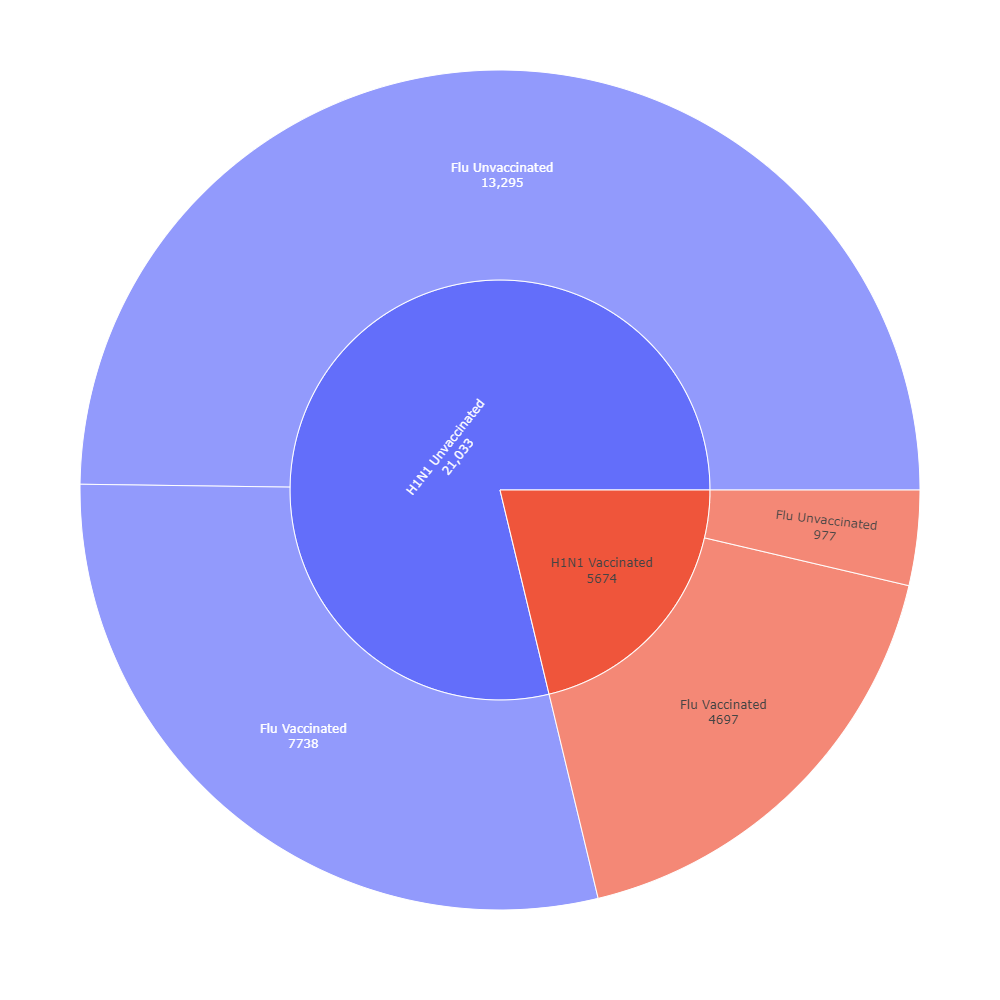 Flu Unvaccinated
13,295
H1N1 Unvaccinated
21,033
Flu Unvaccinated
977
H1N1 Vaccinated
5674
Flu Vaccinated
4697
Flu Vaccinated
7738